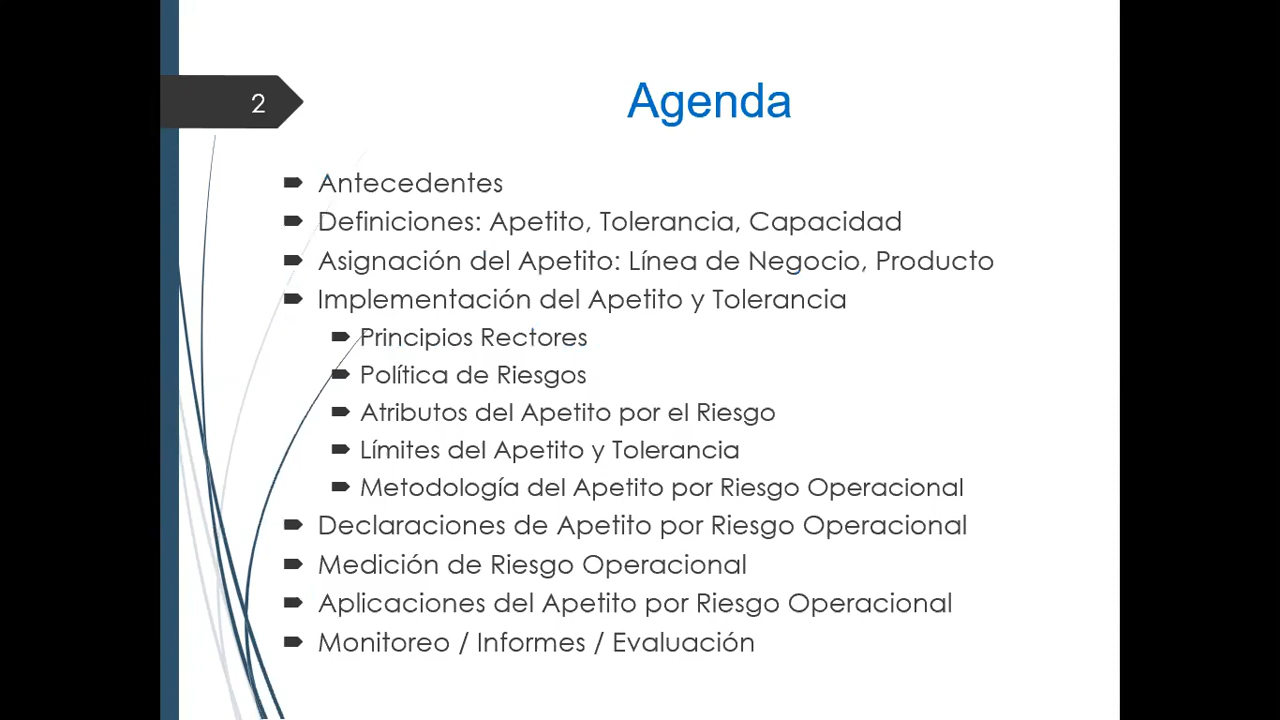 2
Agenda
Antecedentes
Definiciones: Apetito, Tolerancia, Capacidad
Asignación del Apetito: Línea de Negocio, Producto
Implementación del Apetito y Tolerancia
Principios Rectores
Política de Riesgos
Atributos del Apetito por el Riesgo
Límites del Apetito y Tolerancia
Metodología del Apetito por Riesgo Operacional
Declaraciones de Apetito por Riesgo Operacional
Medición de Riesgo Operacional
Aplicaciones del Apetito por Riesgo Operacional
Monitoreo / Informes / Evaluación